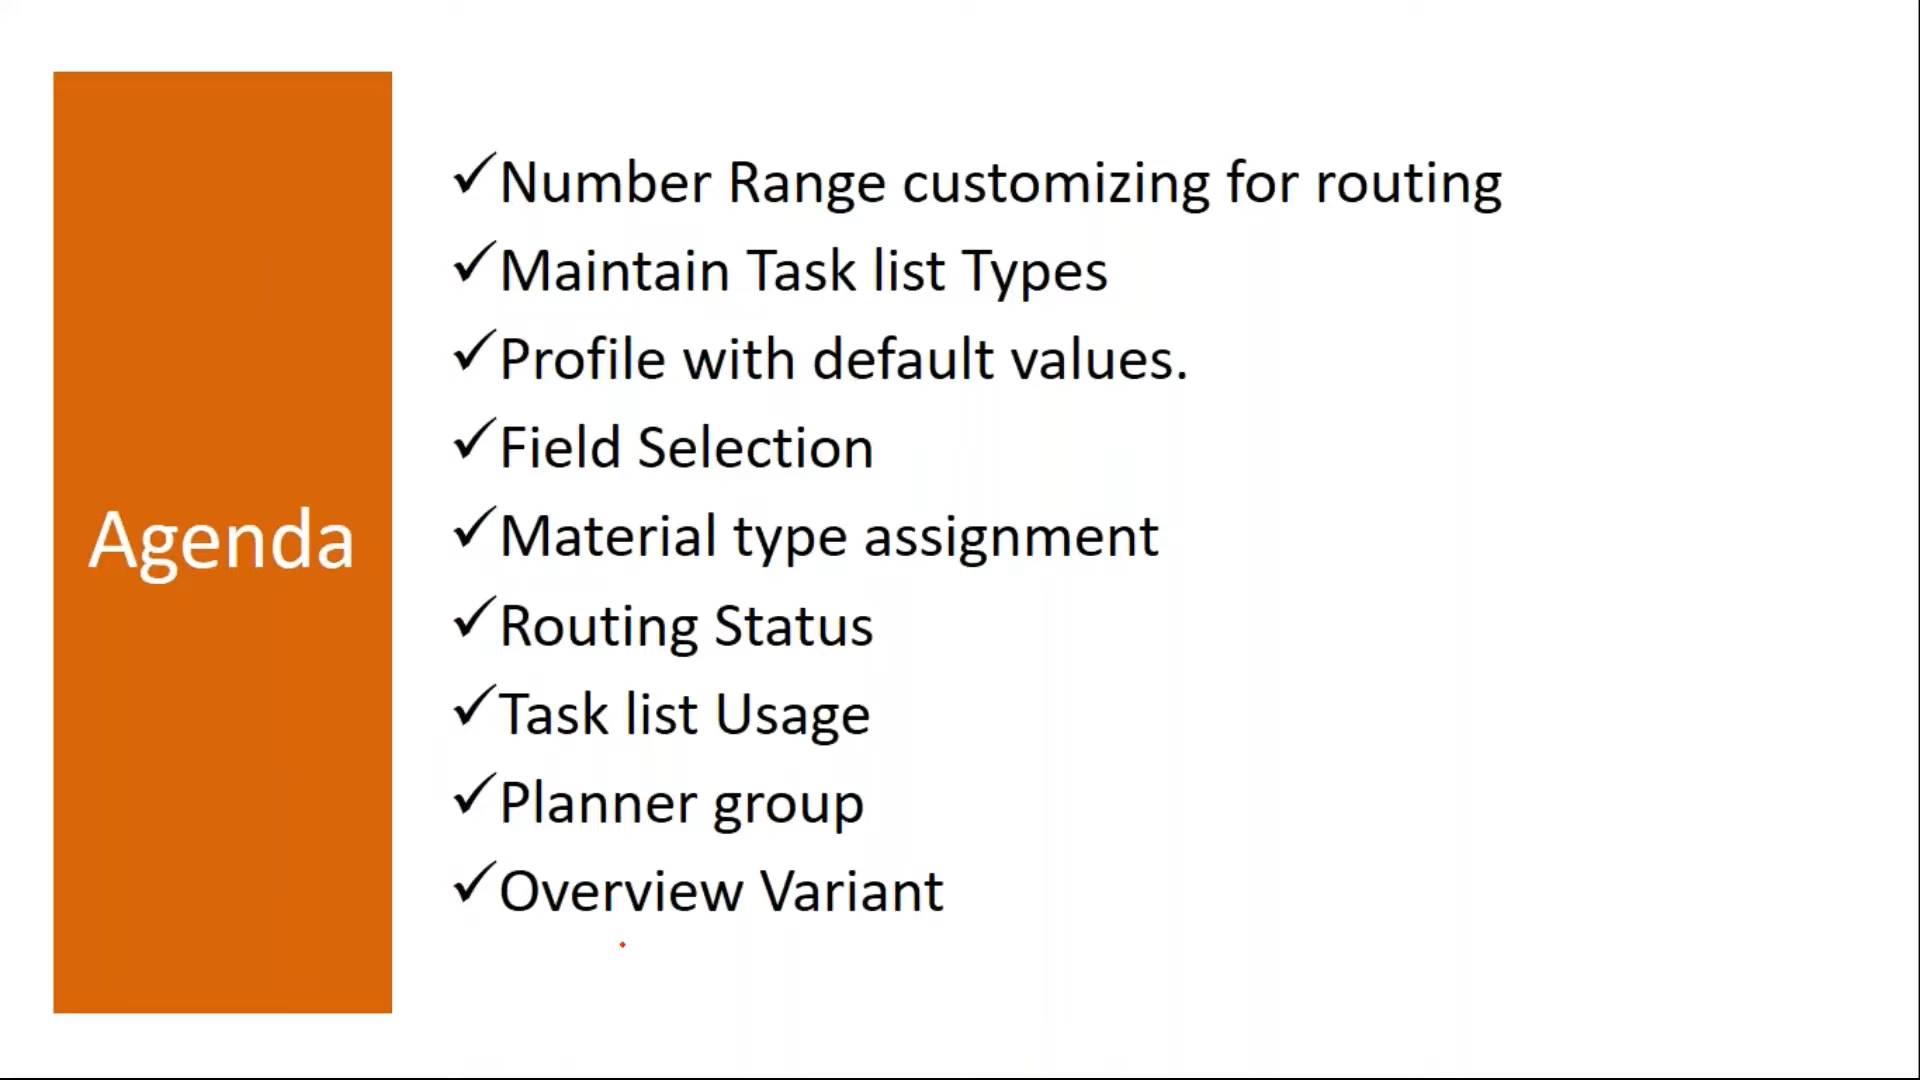 Agenda
✓Number Range customizing for routing
✓Maintain Task list Types
✓Profile with default values.
✓Field Selection
✓Material type assignment
✓Routing Status
✓Task list Usage
✓Planner group
✓Overview Variant